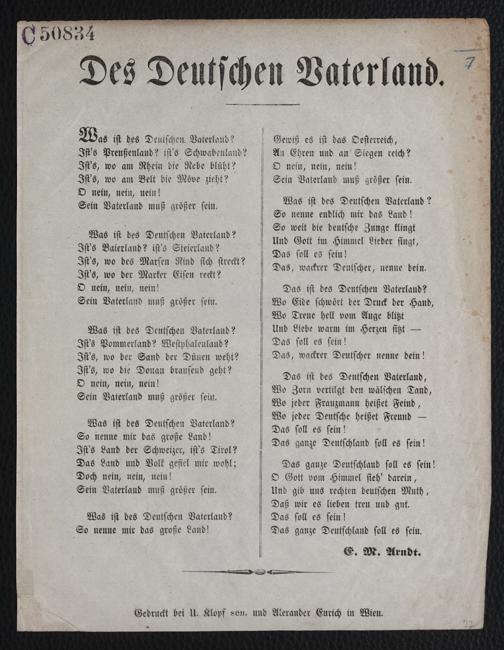 C 50834
7
Des Deutschen Vaterland.
Was ist des Deutschen Vaterland?
Ist's Preußenland? ist's Schwabenland?
Ist's, wo am Rhein die Rebe blüht?
Ist's, wo am Belt die Möve zieht?
O nein, nein, nein!
Sein Vaterland muß größer sein.
Was ist des Deutschen Vaterland?
Ist's Baierland? ist's Steierland?
Ist's, wo des Marsen Rind sich streckt?
Ist's, wo der Marker Eisen reckt?
O nein, nein, nein!
Sein Vaterland muß größer sein.
Was ist des Deutschen Vaterland?
Ist's Pommerland? Westphalenland?
Ist's, wo der Sand der Dünen weht?
Ist's, wo die Donau brausend geht?
O nein, nein, nein!
Sein Vaterland muß größer sein.
Was ist des Deutschen Vaterland?
So nenne mir das große Land!
Ist's Land der Schweizer, ist's Tirol?
Das Land und Volk gefiel mir wohl;
Doch nein, nein, nein!
Sein Vaterland muß größer sein.
Was ist des Deutschen Vaterland?
So nenne mir das große Land!
Gewiß es ist das Oesterreich,
An Ehren und an Siegen reich?
O nein, nein, nein!
Sein Vaterland muß größer sein.
Was ist des Deutschen Vaterland?
So nenne endlich mir das Land!
So weit die deutsche Zunge klingt
Und Gott im Himmel Lieder singt,
Das soll es sein!
Das, wackrer Deutscher, nenne dein.
Das ist des Deutschen Vaterland?
Wo Eide schwört der Druck der Hand,
Wo Treue hell vom Auge blitzt
Und Liebe warm im Herzen sitzt —
Das soll es sein!
Das, wackrer Deutscher nenne dein!
Das ist des Deutschen Vaterland,
Wo Zorn vertilgt den wälschen Tand,
Wo jeder Franzmann heißet Feind,
Wo jeder Deutsche heißet Freund —
Das soll es sein!
Das ganze Deutschland soll es sein!
Das ganze Deutschland soll es sein!
O Gott vom Himmel sieh' darein,
Und gib uns rechten deutschen Muth,
Daß wir es lieben treu und gut.
Das soll es sein!
Das ganze Deutschland soll es sein.
E. M. Arndt.
Gedruckt bei U. Klopf sen. und Alexander Eurich in Wien.